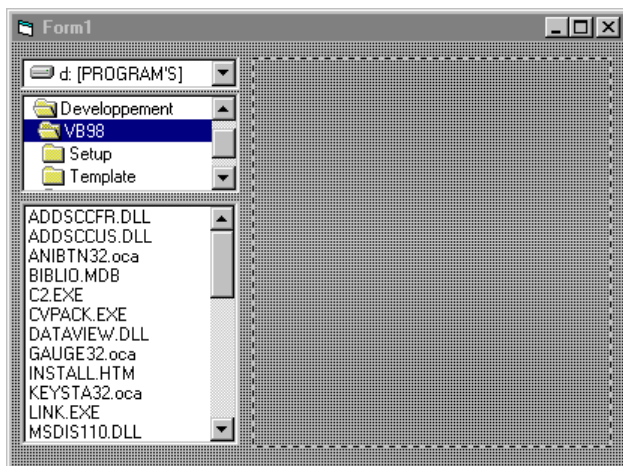 Form1
d: [PROGRAM'S]
Developpement
VB98
Setup
Template
ADDSCCFR.DLL
ADDSCCUS.DLL
ANIBTN32.oca
BIBLIO.MDB
C2.EXE
CVPACK.EXE
DATAVIEW.DLL
GAUGE32.oca
INSTALL.HTM
KEYSTA32.oca
LINK.EXE
MSDIS110.DLL